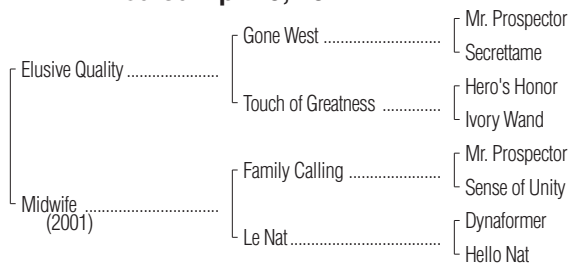 Elusive Quality ......................
Midwife ................................
(2001)
Gone West ......................
Touch of Greatness ..............
Family Calling ......................
Le Nat....................................
Mr. Prospector
Secrettame
Hero's Honor
Ivory Wand
Mr. Prospector
Sense of Unity
Dynaformer
Hello Nat